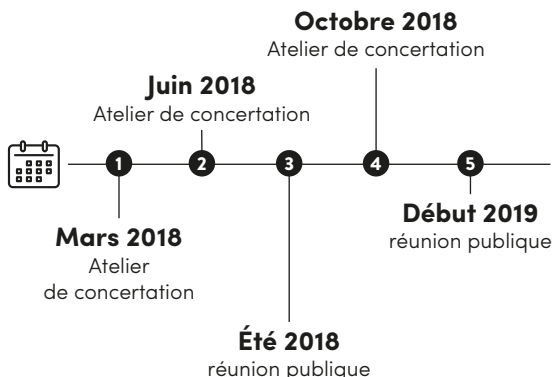 Octobre 2018
Atelier de concertation
Juin 2018
Atelier de concertation
1
2
3
4
5
Mars 2018
Atelier
de concertation
Début 2019
réunion publique
Été 2018
réunion publique